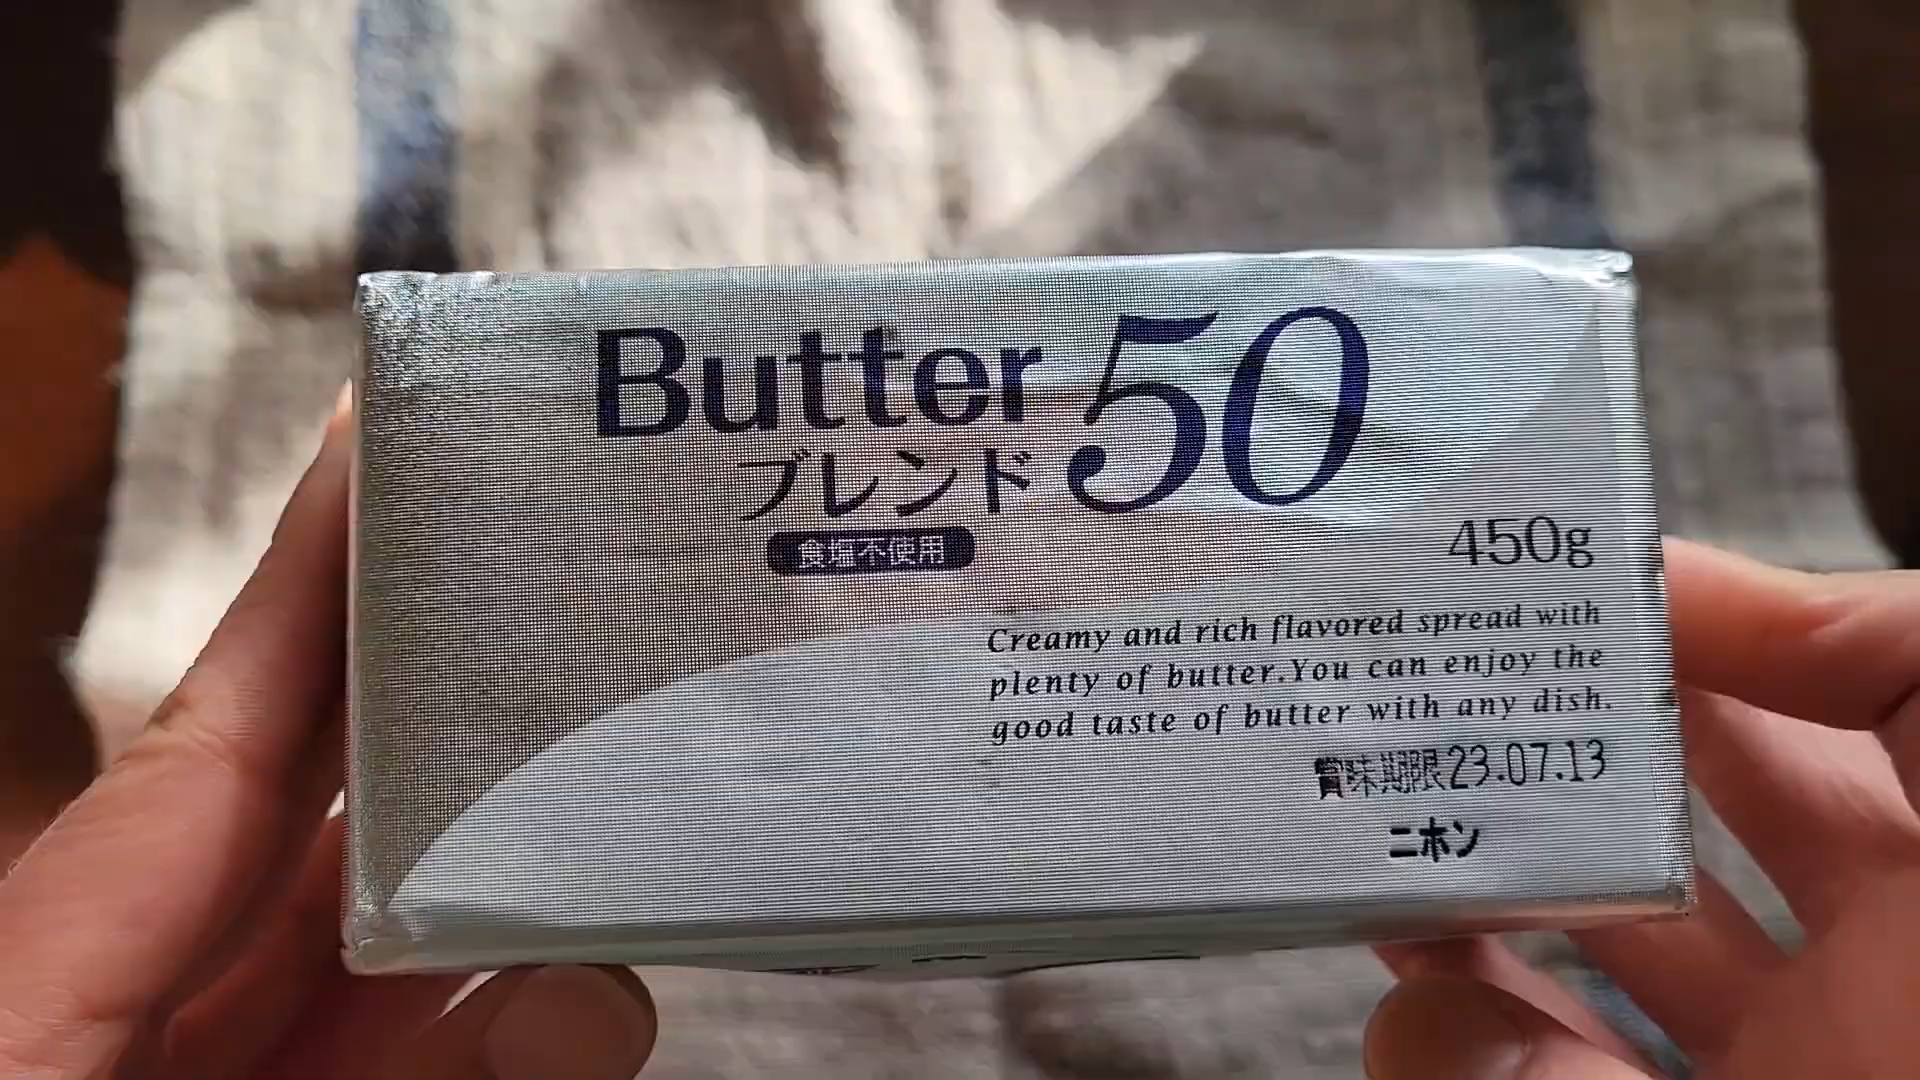 Butter 50
ブレンド
食塩不使用
450g
Creamy and rich flavored spread with
plenty of butter.You can enjoy the
good taste of butter with any dish.
賞味期限23.07.13
ニホン